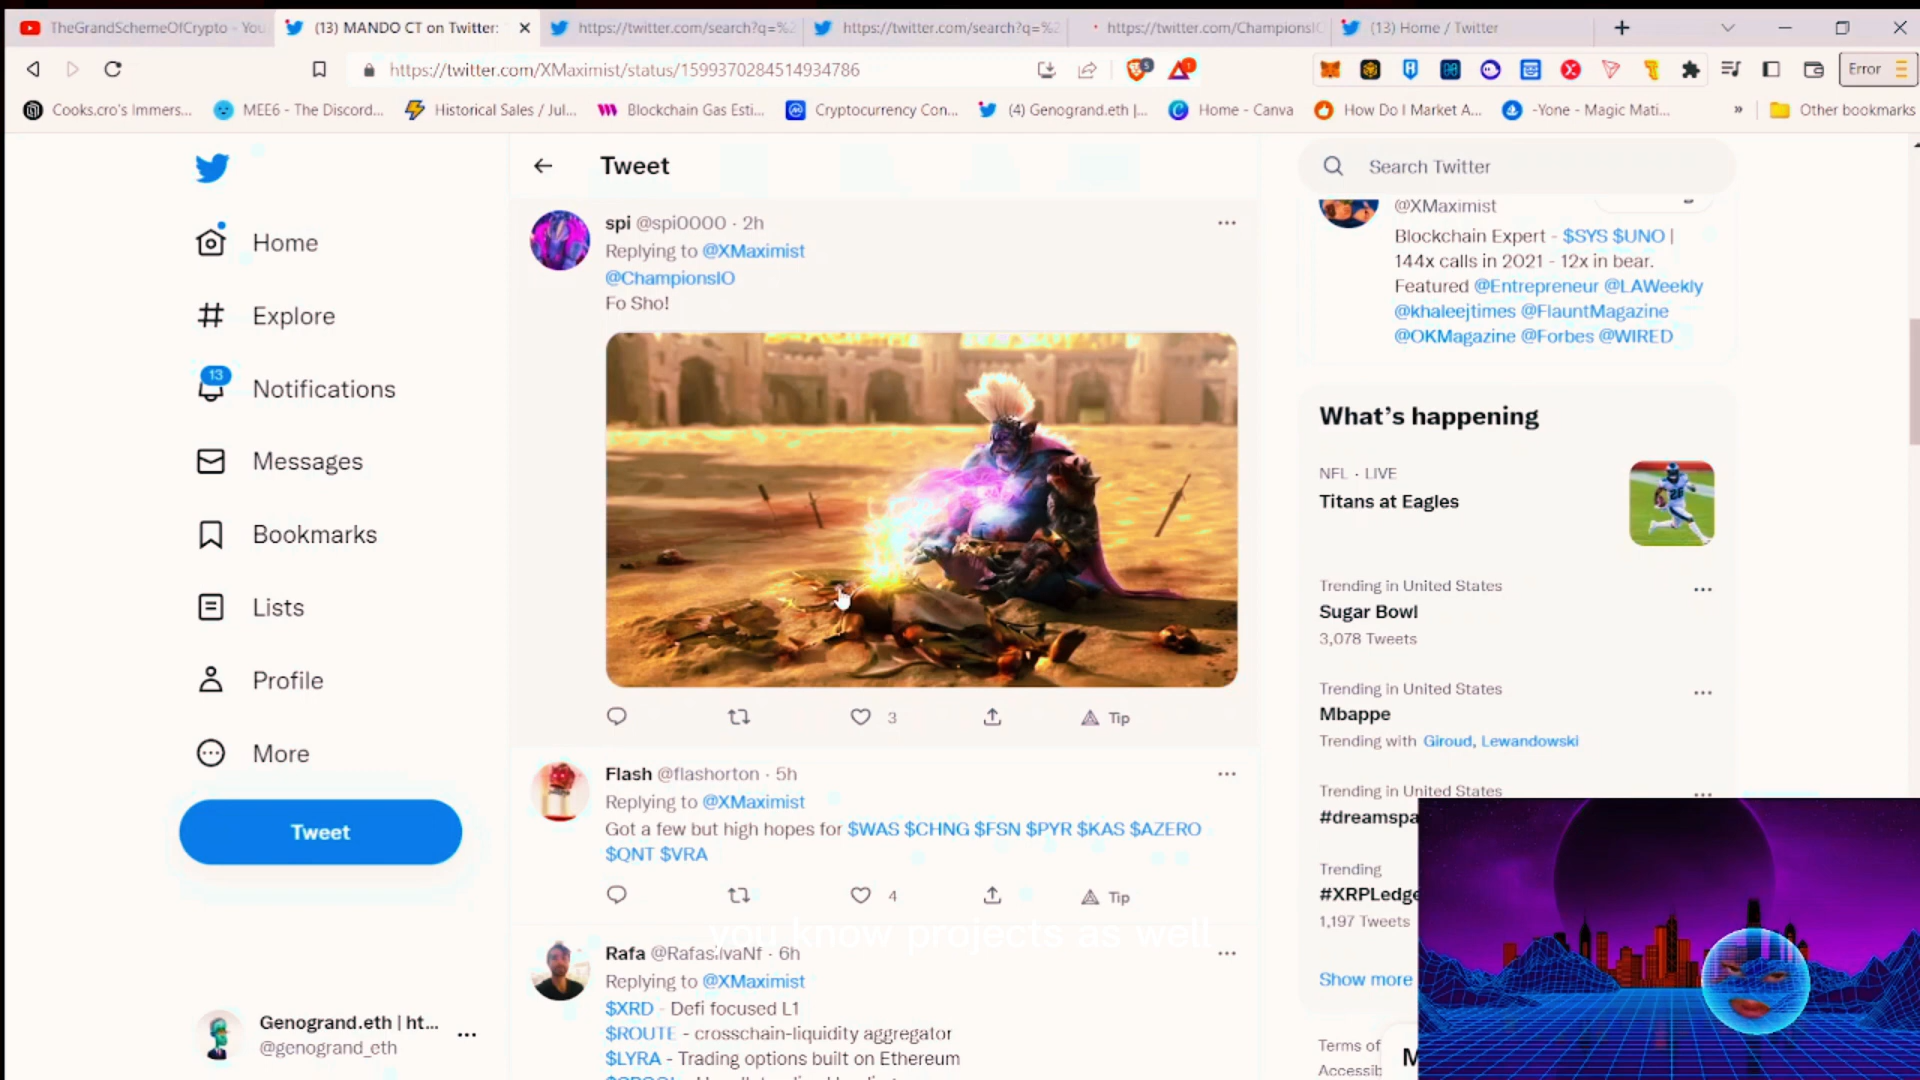 TheGrandSchemeOfCrypto - You
(13) MANDO CT on Twitter:
https://twitter.com/search?q=%2
https://twitter.com/search?q=%2
https://twitter.com/ChampionsIO
(13) Home / Twitter
https://twitter.com/XMaximist/status/1599370284514934786
Error
Cooks.cro's Immers...
MEE6 - The Discord...
Historical Sales / Jul...
Blockchain Gas Esti...
Cryptocurrency Con...
(4) Genogrand.eth |...
Home - Canva
How Do I Market A...
-Yone - Magic Mati...
»
Other bookmarks
Home
Explore
13
Notifications
Messages
Bookmarks
Lists
Profile
More
Tweet
Genogrand.eth | ht...
@genogrand_eth
Tweet
spi @spi0000 · 2h
Replying to @XMaximist
@ChampionsIO
Fo Sho!
3
Tip
Flash @flashorton · 5h
Replying to @XMaximist
Got a few but high hopes for $WAS $CHNG $FSN $PYR $KAS $AZERO
$QNT $VRA
4
Tip
you know projects as well
Rafa @RafasilvaNf · 6h
Replying to @XMaximist
$XRD - Defi focused L1
$ROUTE - crosschain-liquidity aggregator
$LYRA - Trading options built on Ethereum
Search Twitter
@XMaximist
Blockchain Expert - $SYS $UNO |
144x calls in 2021 - 12x in bear.
Featured @Entrepreneur @LAWeekly
@khaleejtimes @FlauntMagazine
@OKMagazine @Forbes @WIRED
What's happening
NFL · LIVE
Titans at Eagles
Trending in United States
Sugar Bowl
3,078 Tweets
Trending in United States
Mbappe
Trending with Giroud, Lewandowski
Trending in United States
#dreamspa
Trending
#XRPLedge
1,197 Tweets
Show more
Terms of
Accessib